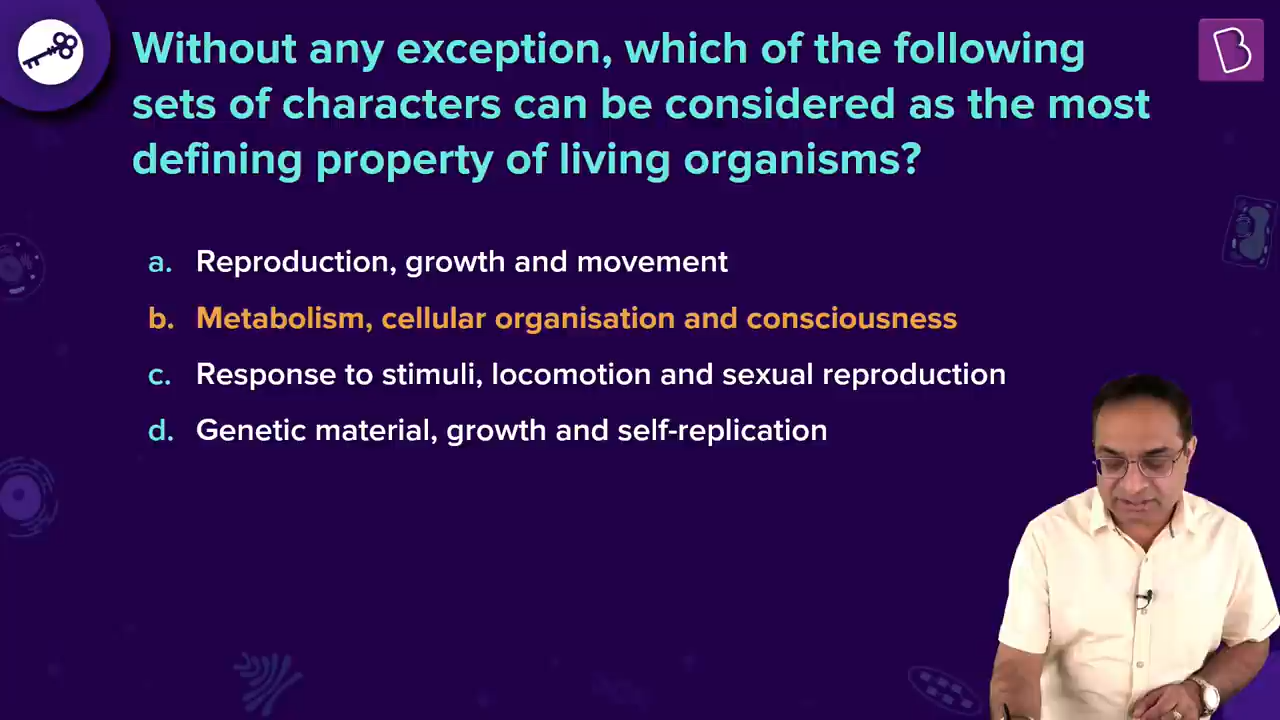 Without any exception, which of the following
sets of characters can be considered as the most
defining property of living organisms?
a. Reproduction, growth and movement
b. Metabolism, cellular organisation and consciousness
c. Response to stimuli, locomotion and sexual reproduction
d. Genetic material, growth and self-replication